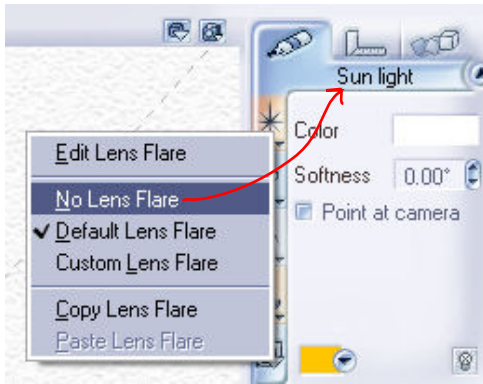 Sun light
Color
Softness 0.00°
Point at camera
Edit Lens Flare
No Lens Flare
Default Lens Flare
Custom Lens Flare
Copy Lens Flare
Paste Lens Flare